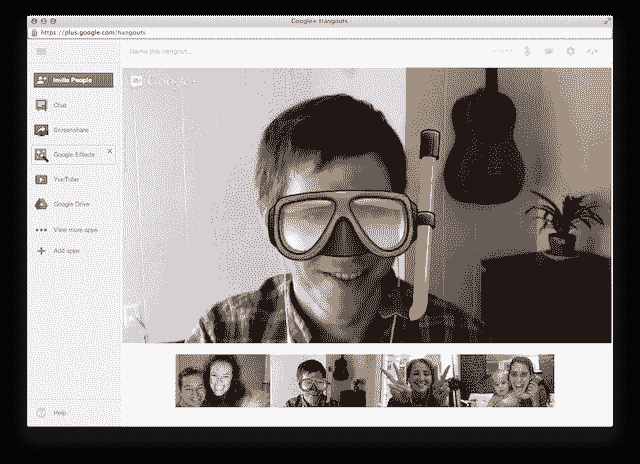 Google+ Hangouts
https://plus.google.com/hangouts
Name this hangout...
Google+
Invite People
Chat
Screenshare
Google Effects
YouTube
Google Drive
View more apps
Add apps
Help